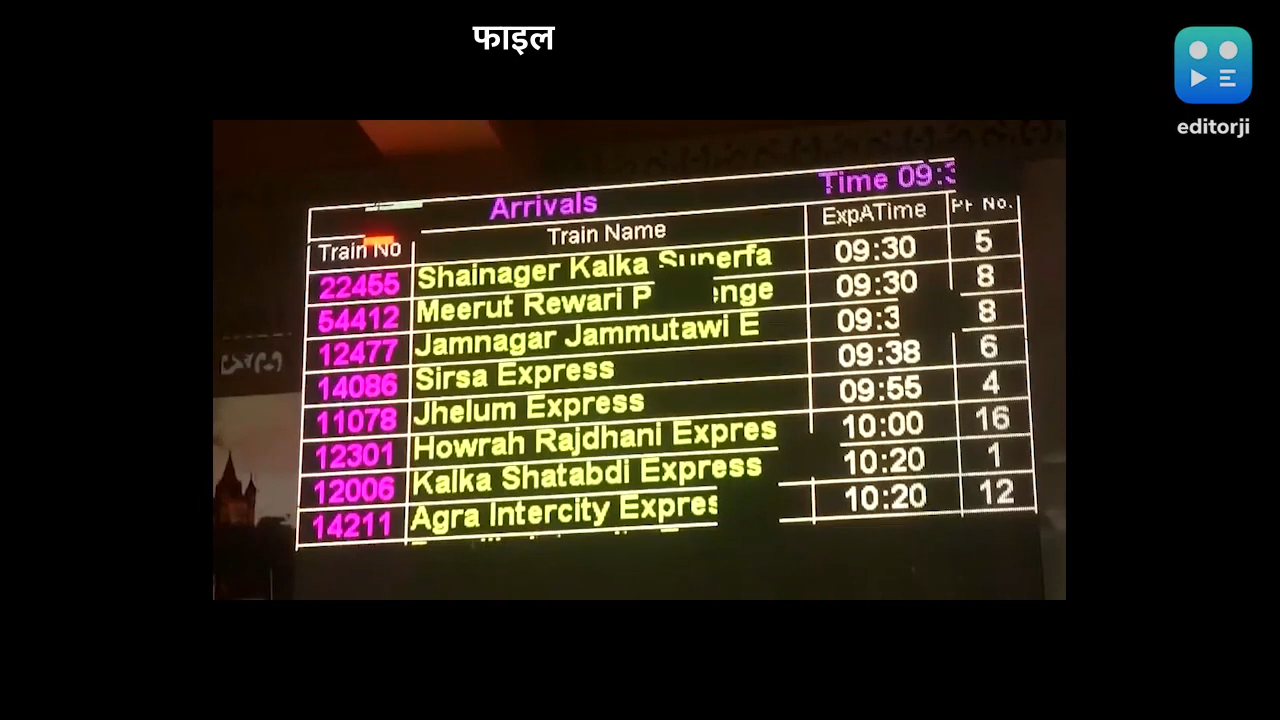 फाइल
editorji
Arrivals Time 09:3
Train No Train Name ExpATime PF No.
22455 Shainager Kalka Superfa 09:30 5
54412 Meerut Rewari P enge 09:30 8
12477 Jamnagar Jammutawi E 09:3 8
14086 Sirsa Express 09:38 6
11078 Jhelum Express 09:55 4
12301 Howrah Rajdhani Expres 10:00 16
12006 Kalka Shatabdi Express 10:20 1
14211 Agra Intercity Expres 10:20 12